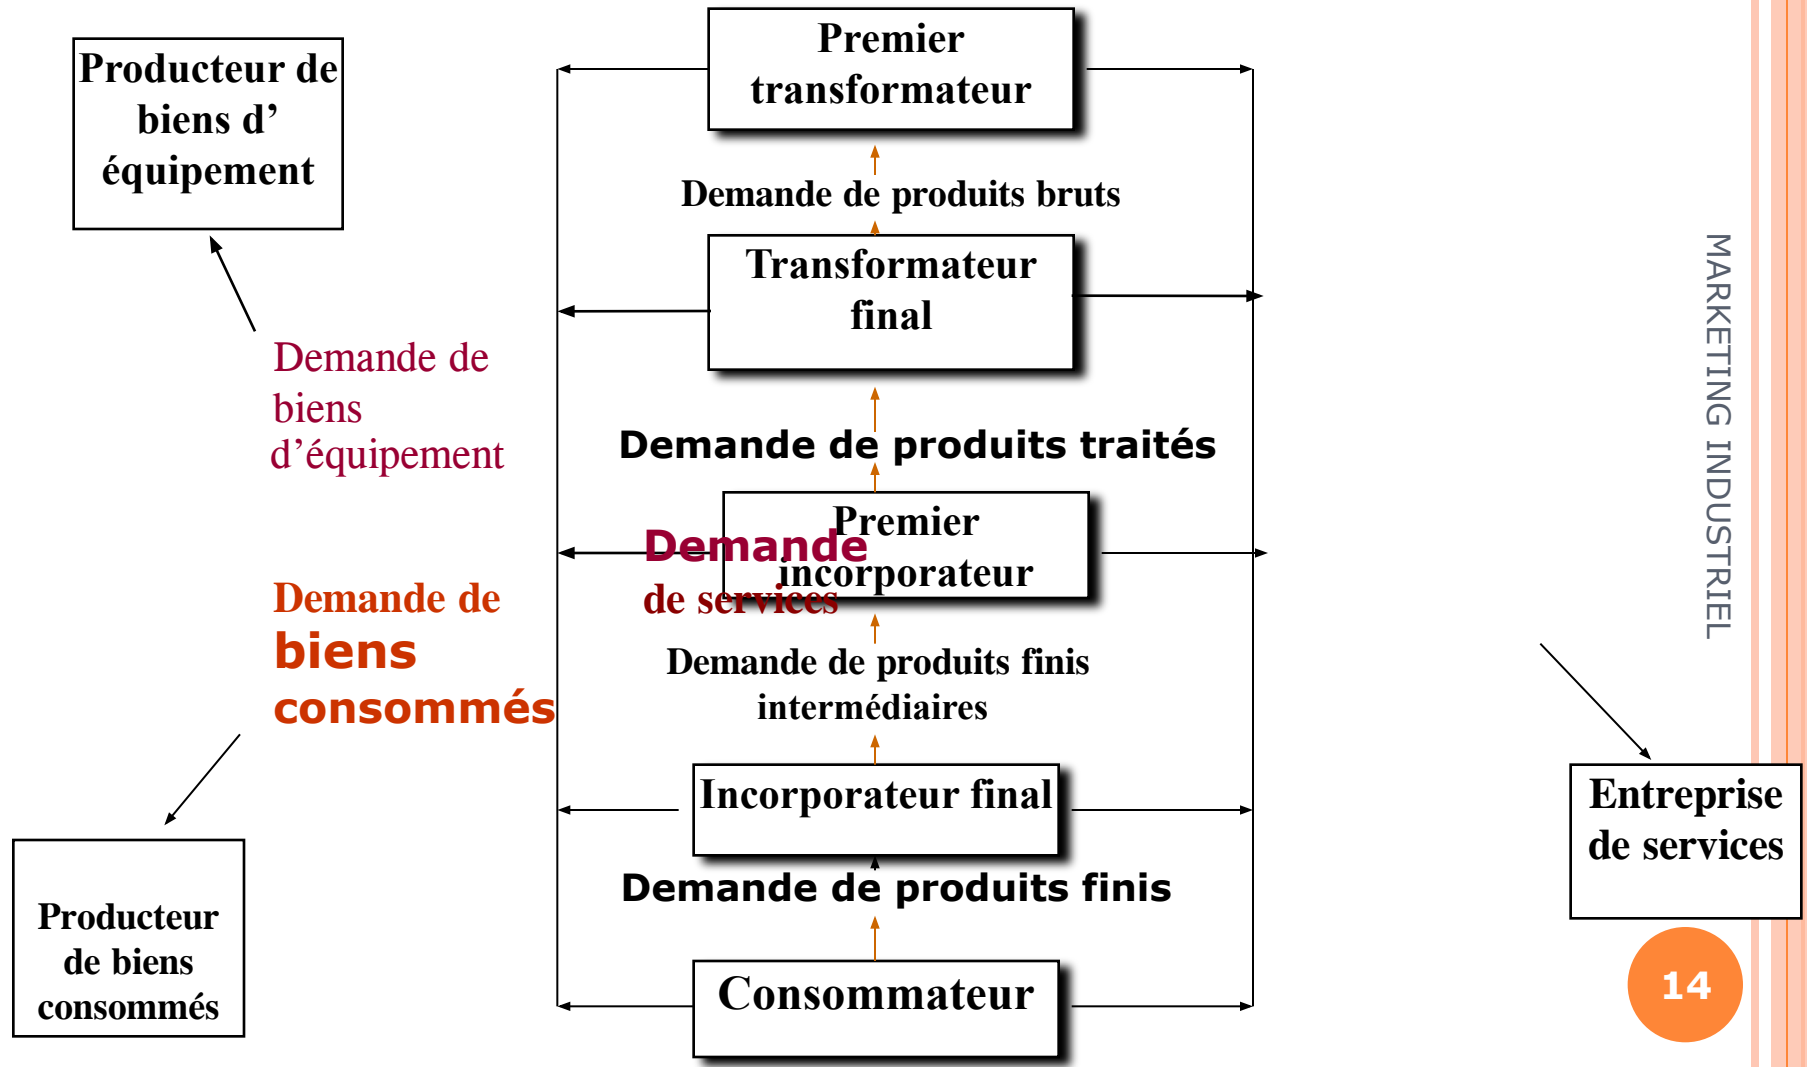 Producteur de
biens d’
équipement
Demande de
biens
d’équipement
Demande de
biens
consommés
Producteur
de biens
consommés
Premier
transformateur
Demande de produits bruts
Transformateur
final
Demande de produits traités
Premier
incorporateur
Demande
de services
Demande de produits finis
intermédiaires
Incorporateur final
Demande de produits finis
Consommateur
Entreprise
de services
MARKETING INDUSTRIEL
14